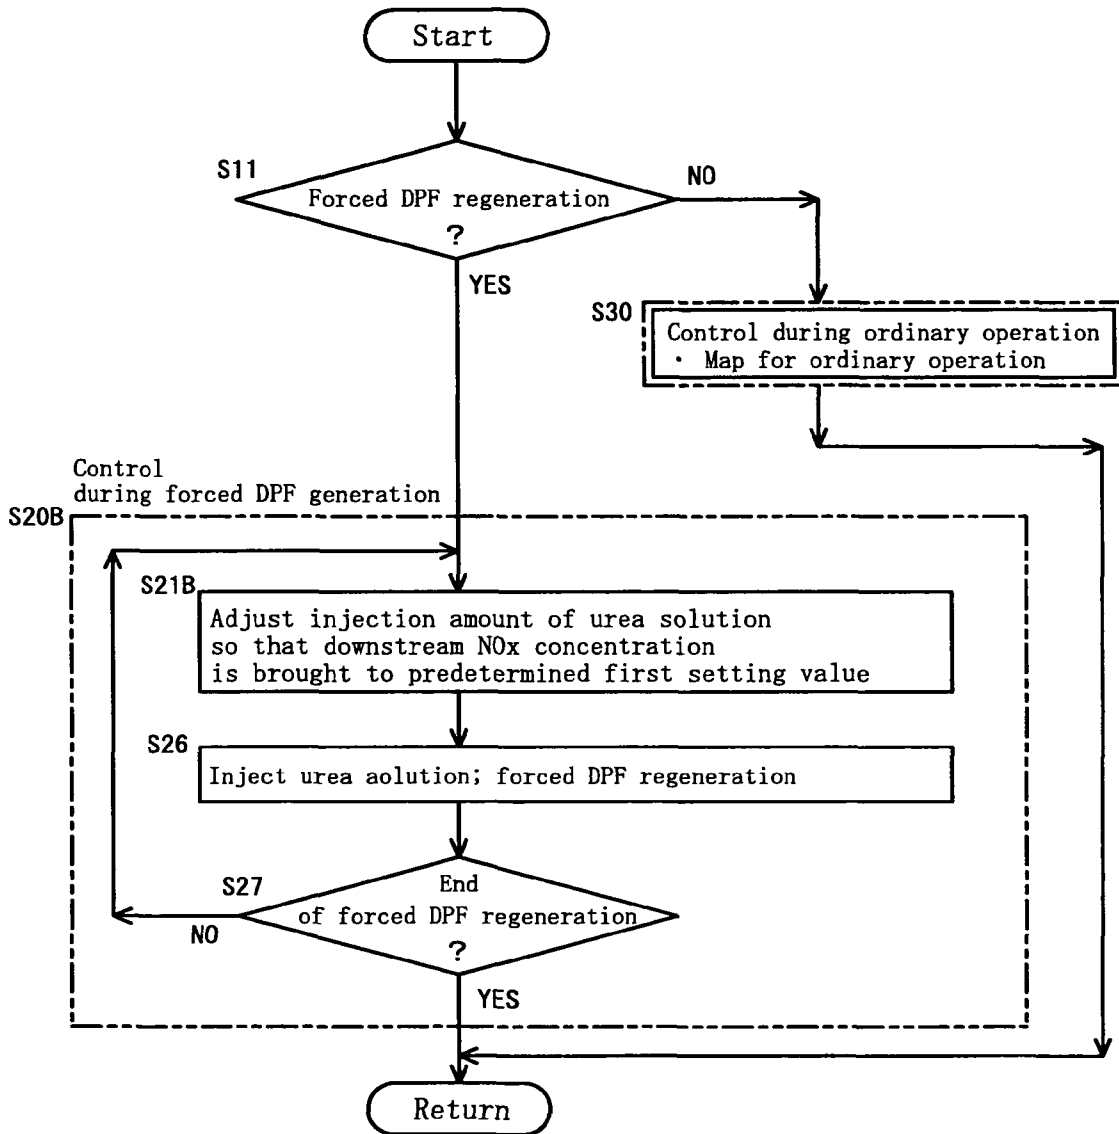 Start
S11
Forced DPF regeneration
?
NO
YES
S30
Control during ordinary operation
・ Map for ordinary operation
Control
during forced DPF generation
S20B
S21B
Adjust injection amount of urea solution
so that downstream NOx concentration
is brought to predetermined first setting value
S26
Inject urea aolution; forced DPF regeneration
S27
End
of forced DPF regeneration
?
NO
YES
Return